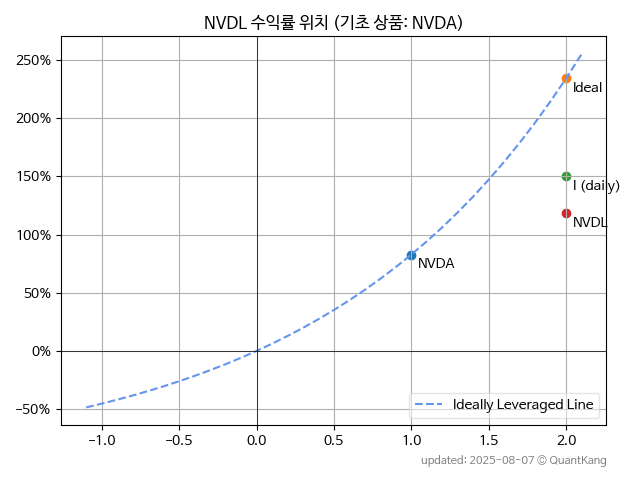 NVDL 수익률 위치 (기초 상품: NVDA)
250%
Ideal
200%
150%
I (daily)
NVDL
100%
NVDA
50%
0%
−50%
Ideally Leveraged Line
−1.0 −0.5 0.0 0.5 1.0 1.5 2.0
updated: 2025-08-07 © QuantKang